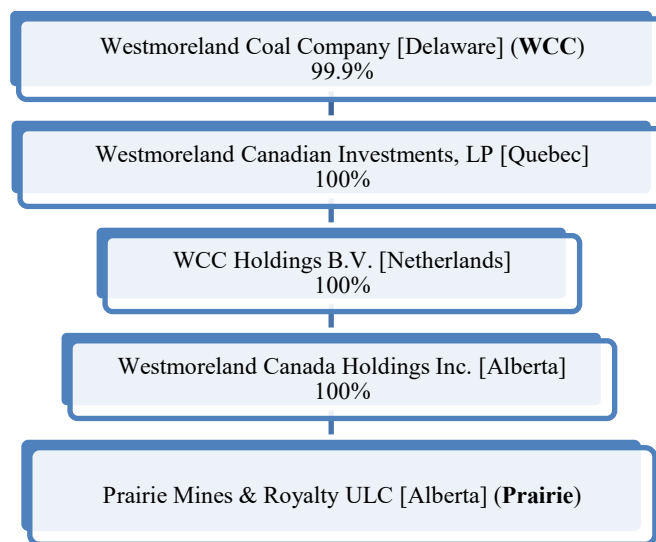 Westmoreland Coal Company [Delaware] (WCC)
99.9%
Westmoreland Canadian Investments, LP [Quebec]
100%
WCC Holdings B.V. [Netherlands]
100%
Westmoreland Canada Holdings Inc. [Alberta]
100%
Prairie Mines & Royalty ULC [Alberta] (Prairie)